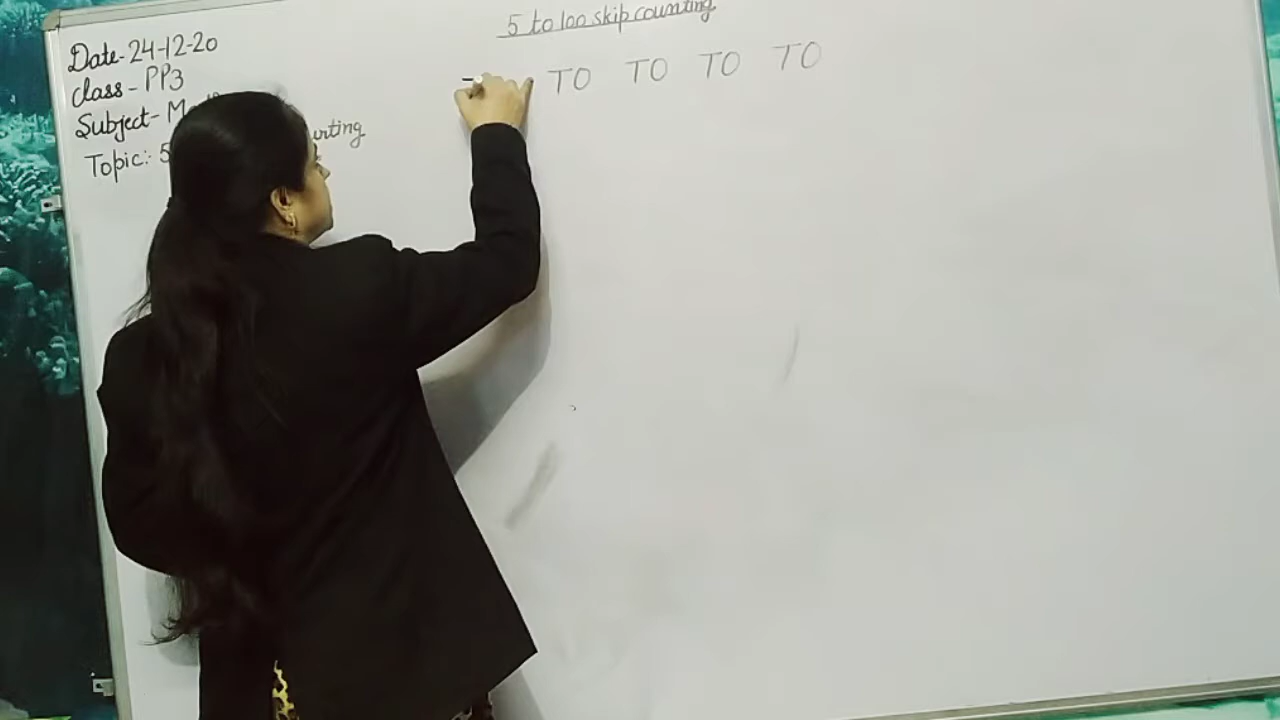 5 to 100 skip counting
Date-24-12-20
class-PP3
Subject-
Topic:- 5
TO TO TO TO